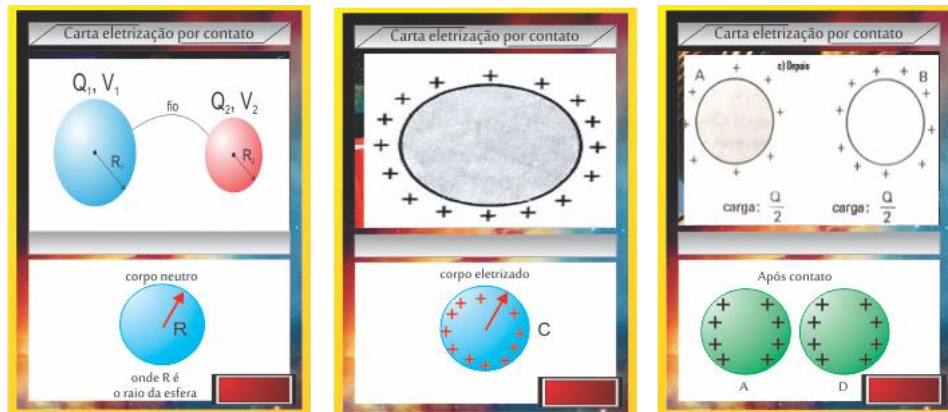 Carta eletrização por contato
Q₁, V₁
fio
Q₂, V₂
R₁
R₂
corpo neutro
R
onde R é
o raio da esfera
Carta eletrização por contato
corpo eletrizado
C
Carta eletrização por contato
c) Depois
A
B
carga: Q/2
carga: Q/2
Após contato
A
D